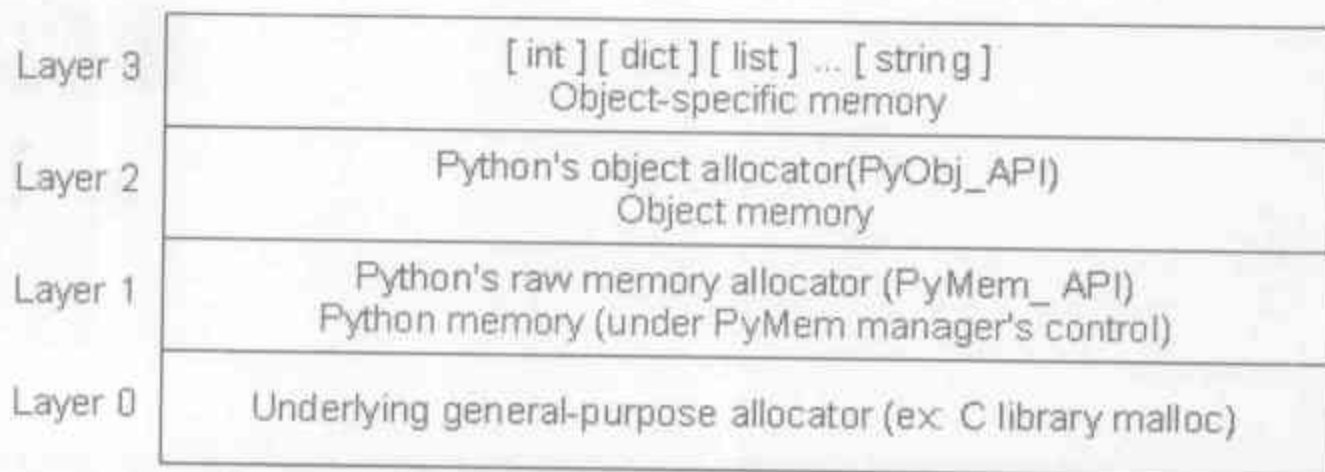 Layer 3
[ int ] [ dict ] [ list ] ... [ string ]
Object-specific memory
Layer 2
Python's object allocator(PyObj_API)
Object memory
Layer 1
Python's raw memory allocator (PyMem_ API)
Python memory (under PyMem manager's control)
Layer 0
Underlying general-purpose allocator (ex: C library malloc)